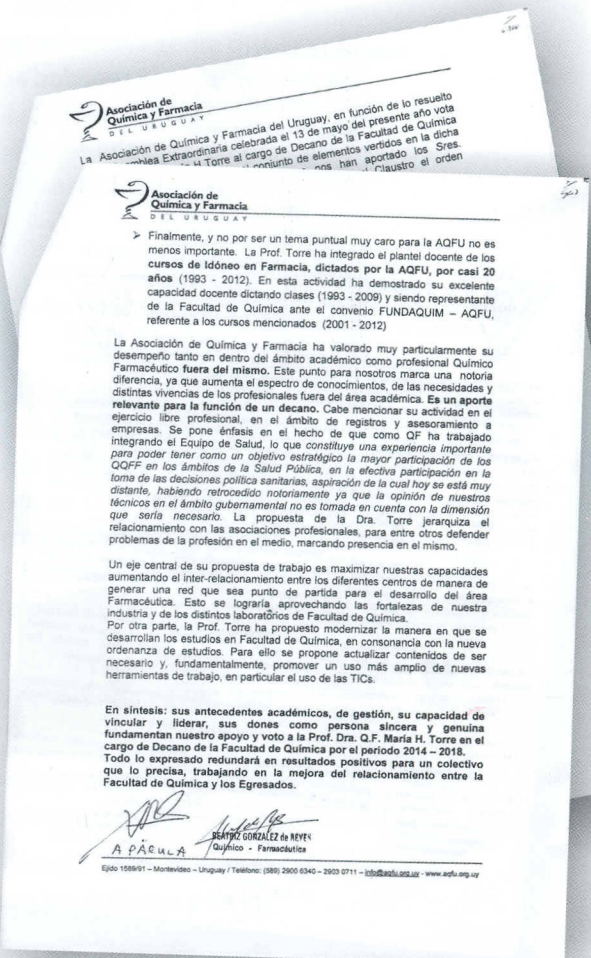 Asociación de
Química y Farmacia
DEL URUGUAY
La Asociación de Química y Farmacia del Uruguay, en función de lo resuelto
Extraordinaria celebrada el 13 de mayo del presente año vota
H Torre al cargo de Decano de la Facultad de Química
conjunto de elementos vertidos en la dicha
nos han aportado los Sres.
Claustro el orden
Asociación de
Química y Farmacia
DEL URUGUAY
➢ Finalmente, y no por ser un tema puntual muy caro para la AQFU no es
menos importante. La Prof. Torre ha integrado el plantel docente de los
cursos de Idóneo en Farmacia, dictados por la AQFU, por casi 20
años (1993 - 2012). En esta actividad ha demostrado su excelente
capacidad docente dictando clases (1993 - 2009) y siendo representante
de la Facultad de Química ante el convenio FUNDAQUIM – AQFU,
referente a los cursos mencionados (2001 - 2012)
La Asociación de Química y Farmacia ha valorado muy particularmente su
desempeño tanto en dentro del ámbito académico como profesional Químico
Farmacéutico fuera del mismo. Este punto para nosotros marca una notoria
diferencia, ya que aumenta el espectro de conocimientos, de las necesidades y
distintas vivencias de los profesionales fuera del área académica. Es un aporte
relevante para la función de un decano. Cabe mencionar su actividad en el
ejercicio libre profesional, en el ámbito de registros y asesoramiento a
empresas. Se pone énfasis en el hecho de que como QF ha trabajado
integrando el Equipo de Salud, lo que constituye una experiencia importante
para poder tener como un objetivo estratégico la mayor participación de los
QQFF en los ámbitos de la Salud Pública, en la efectiva participación en la
toma de las decisiones política sanitarias, aspiración de la cual hoy se está muy
distante, habiendo retrocedido notoriamente ya que la opinión de nuestros
técnicos en el ámbito gubernamental no es tomada en cuenta con la dimensión
que sería necesario. La propuesta de la Dra. Torre jerarquiza el
relacionamiento con las asociaciones profesionales, para entre otros defender
problemas de la profesión en el medio, marcando presencia en el mismo.
Un eje central de su propuesta de trabajo es maximizar nuestras capacidades
aumentando el inter-relacionamiento entre los diferentes centros de manera de
generar una red que sea punto de partida para el desarrollo del área
Farmacéutica. Esto se lograría aprovechando las fortalezas de nuestra
industria y de los distintos laboratorios de Facultad de Química.
Por otra parte, la Prof. Torre ha propuesto modernizar la manera en que se
desarrollan los estudios en Facultad de Química, en consonancia con la nueva
ordenanza de estudios. Para ello se propone actualizar contenidos de ser
necesario y, fundamentalmente, promover un uso más amplio de nuevas
herramientas de trabajo, en particular el uso de las TICs.
En síntesis: sus antecedentes académicos, de gestión, su capacidad de
vincular y liderar, sus dones como persona sincera y genuina
fundamentan nuestro apoyo y voto a la Prof. Dra. Q.F. María H. Torre en el
cargo de Decano de la Facultad de Química por el periodo 2014 – 2018.
Todo lo expresado redundará en resultados positivos para un colectivo
que lo precisa, trabajando en la mejora del relacionamiento entre la
Facultad de Química y los Egresados.
A PÁRULA
BEATRIZ GONZALEZ de REYES
Químico - Farmacéutica
Ejido 1589/91 – Montevideo – Uruguay / Teléfono: (589) 2900 6340 – 2903 0711 – info@aqfu.org.uy - www.aqfu.org.uy